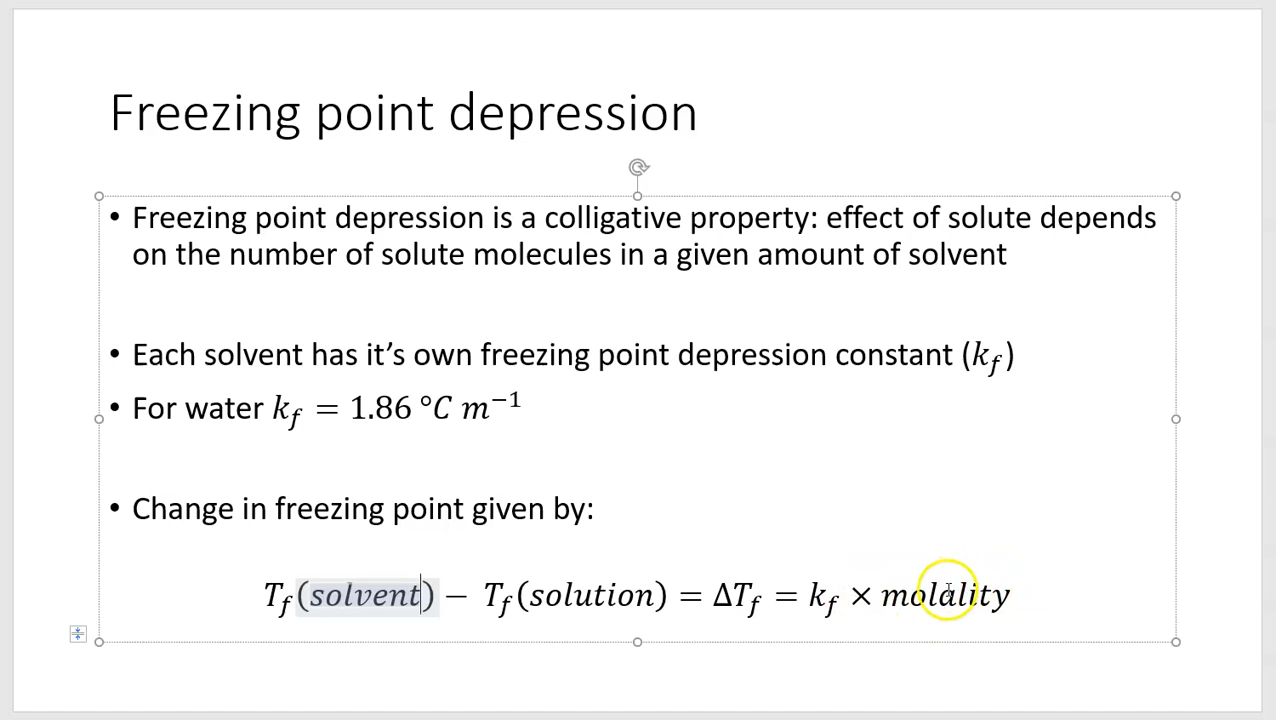 Freezing point depression
• Freezing point depression is a colligative property: effect of solute depends
on the number of solute molecules in a given amount of solvent
• Each solvent has it’s own freezing point depression constant (k_f)
• For water k_f = 1.86 °C m⁻¹
• Change in freezing point given by:
T_f(solvent) − T_f(solution) = ΔT_f = k_f × molality